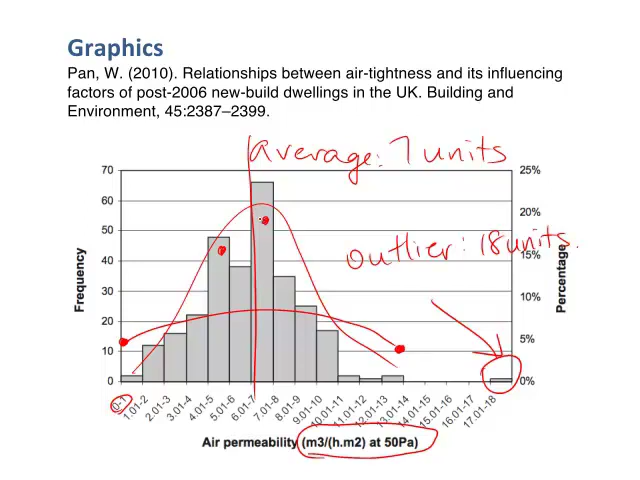 Graphics
Pan, W. (2010). Relationships between air-tightness and its influencing
factors of post-2006 new-build dwellings in the UK. Building and
Environment, 45:2387–2399.
Average: 7 units
70 25%
60
20%
50
Outlier: 18 units.
15%
40
30
10%
20
5%
10
0 0%
Frequency
Percentage
0-1 1.01-2 2.01-3 3.01-4 4.01-5 5.01-6 6.01-7 7.01-8 8.01-9 9.01-10 10.01-11 11.01-12 12.01-13 13.01-14 14.01-15 15.01-16 16.01-17 17.01-18
Air permeability (m3/(h.m2) at 50Pa)